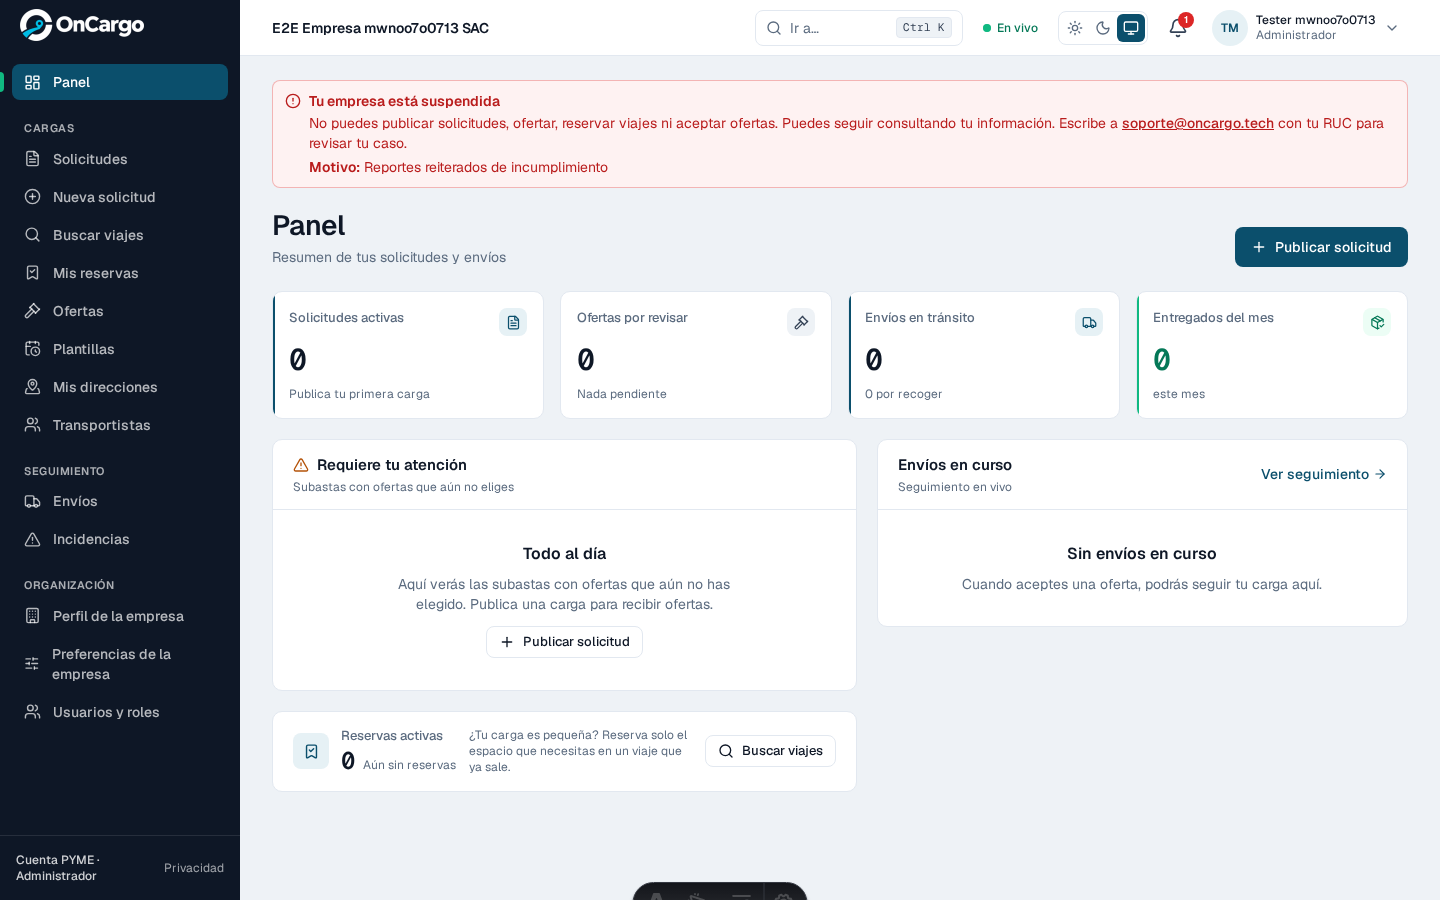 OnCargo
E2E Empresa mwnoo7o0713 SAC
Ir a...
Ctrl K
En vivo
1
TM
Tester mwnoo7o0713
Administrador
Panel
CARGAS
Solicitudes
Nueva solicitud
Buscar viajes
Mis reservas
Ofertas
Plantillas
Mis direcciones
Transportistas
SEGUIMIENTO
Envíos
Incidencias
ORGANIZACIÓN
Perfil de la empresa
Preferencias de la
empresa
Usuarios y roles
Cuenta PYME ·
Administrador
Privacidad
Tu empresa está suspendida
No puedes publicar solicitudes, ofertar, reservar viajes ni aceptar ofertas. Puedes seguir consultando tu información. Escribe a soporte@oncargo.tech con tu RUC para
revisar tu caso.
Motivo: Reportes reiterados de incumplimiento
Panel
Resumen de tus solicitudes y envíos
Publicar solicitud
Solicitudes activas
0
Publica tu primera carga
Ofertas por revisar
0
Nada pendiente
Envíos en tránsito
0
0 por recoger
Entregados del mes
0
este mes
Requiere tu atención
Subastas con ofertas que aún no eliges
Todo al día
Aquí verás las subastas con ofertas que aún no has
elegido. Publica una carga para recibir ofertas.
Publicar solicitud
Envíos en curso
Seguimiento en vivo
Ver seguimiento
Sin envíos en curso
Cuando aceptes una oferta, podrás seguir tu carga aquí.
Reservas activas
0 Aún sin reservas
¿Tu carga es pequeña? Reserva solo el
espacio que necesitas en un viaje que
ya sale.
Buscar viajes